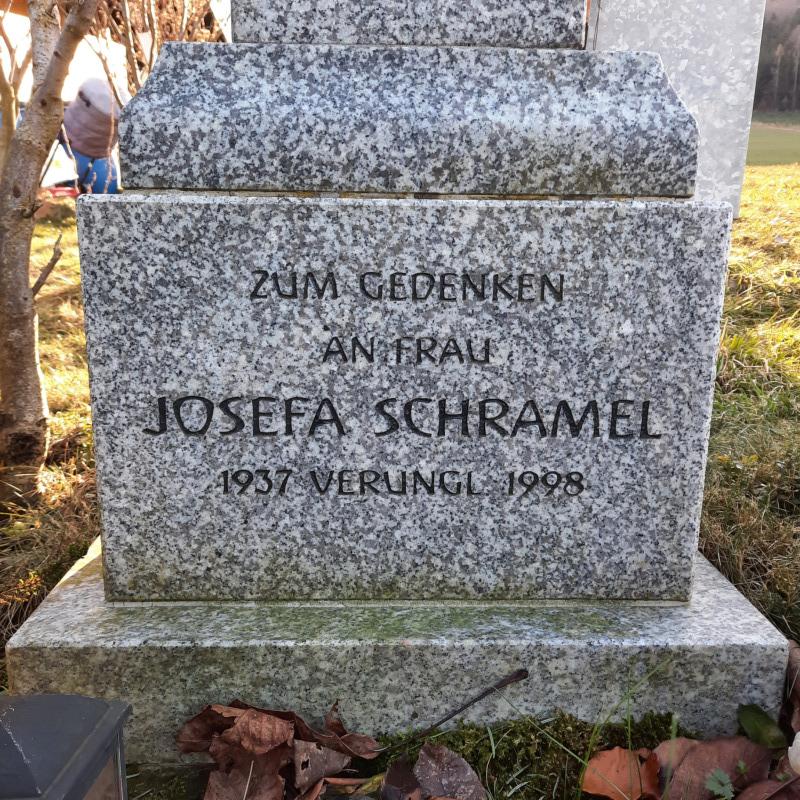 ZUM GEDENKEN
AN FRAU
JOSEFA SCHRAMEL
1937 VERUNGL 1998